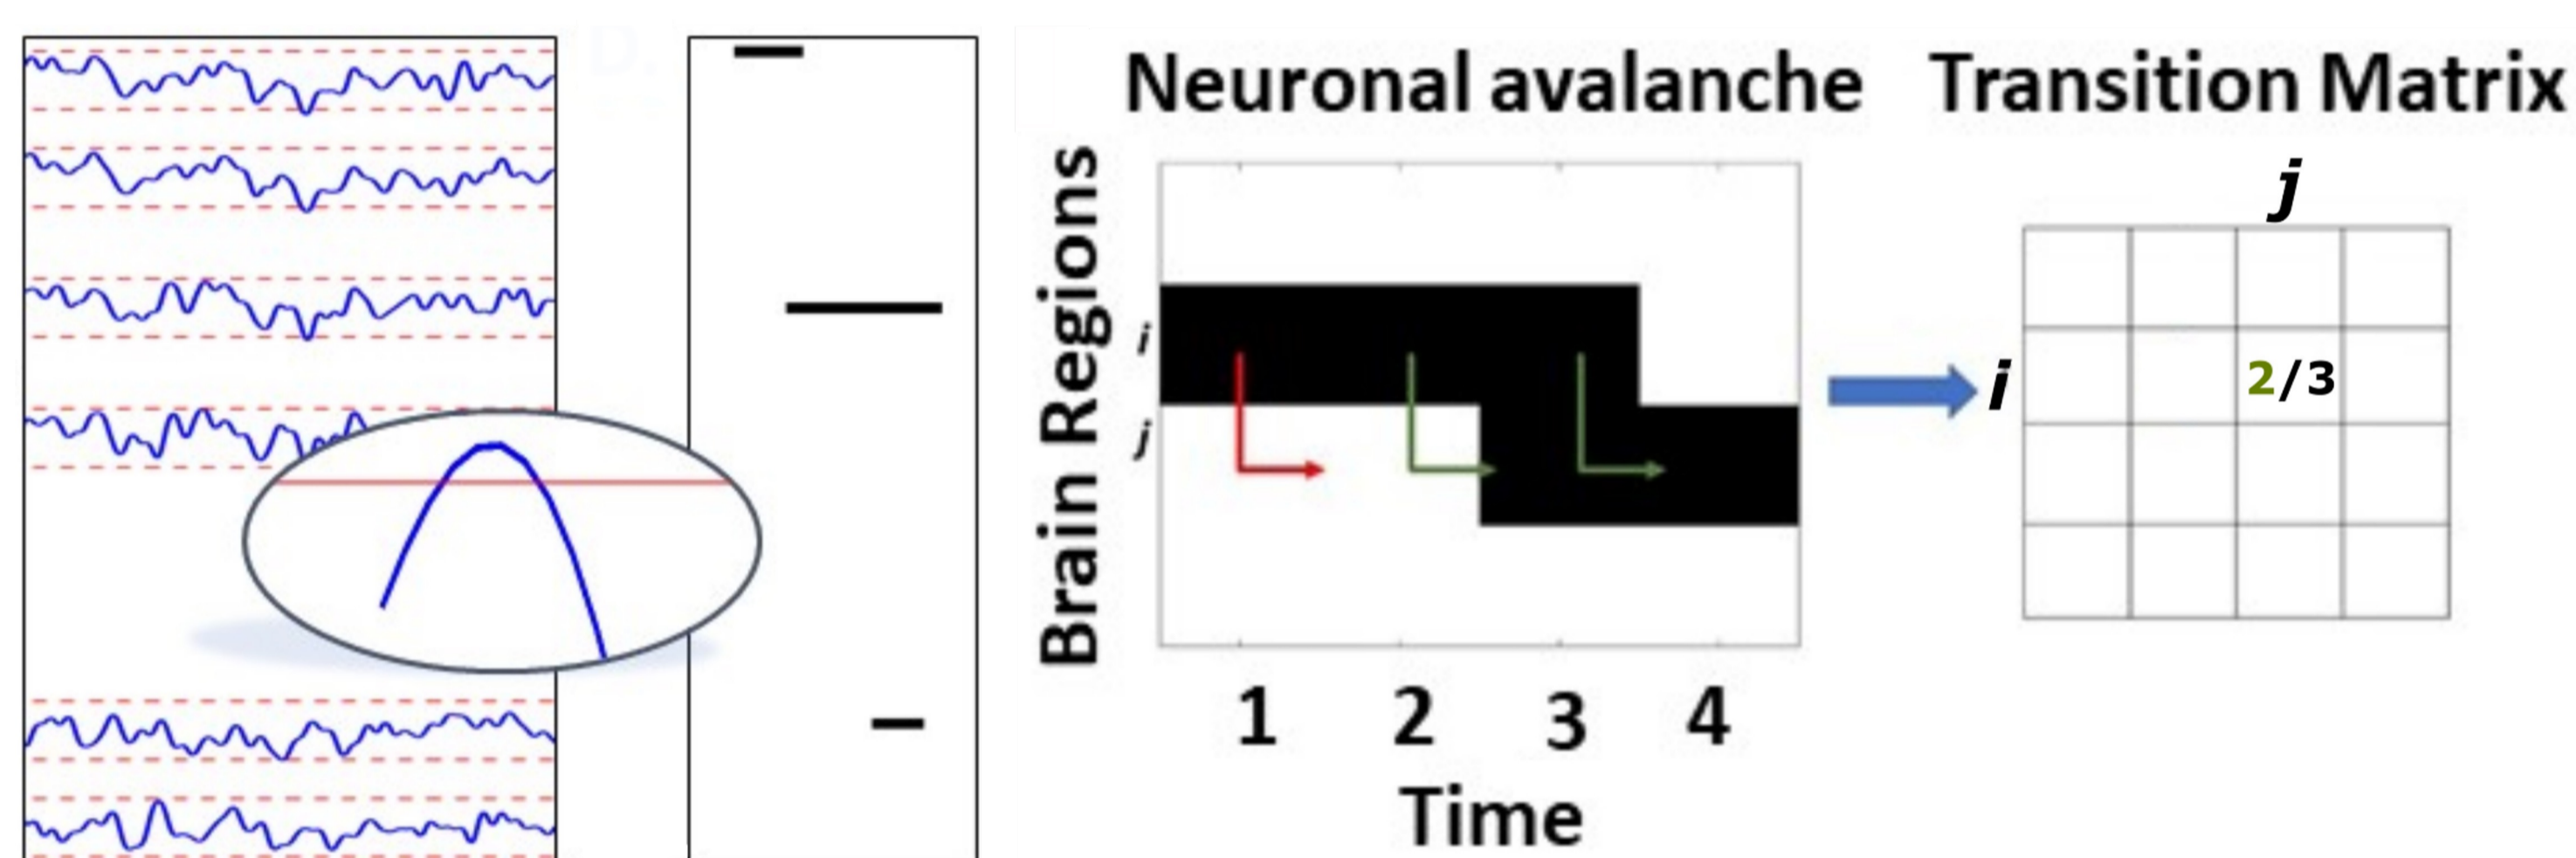 D.
Neuronal avalanche
Transition Matrix
Brain Regions
i
j
1 2 3 4
Time
j
i
2/3